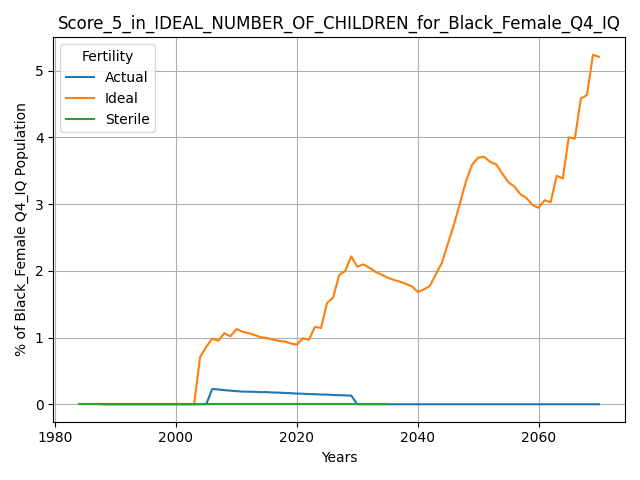 Score_5_in_IDEAL_NUMBER_OF_CHILDREN_for_Black_Female_Q4_IQ
Fertility
Actual
Ideal
Sterile
% of Black_Female Q4_IQ Population
5
4
3
2
1
0
1980
2000
2020
2040
2060
Years